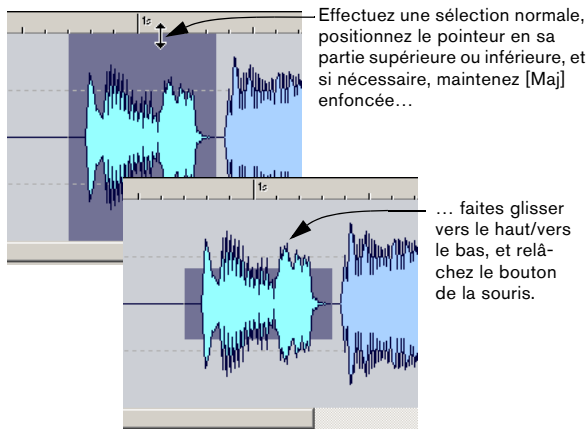 1s
Effectuez une sélection normale,
positionnez le pointeur en sa
partie supérieure ou inférieure, et
si nécessaire, maintenez [Maj]
enfoncée…
1s
… faites glisser
vers le haut/vers
le bas, et relâ-
chez le bouton
de la souris.